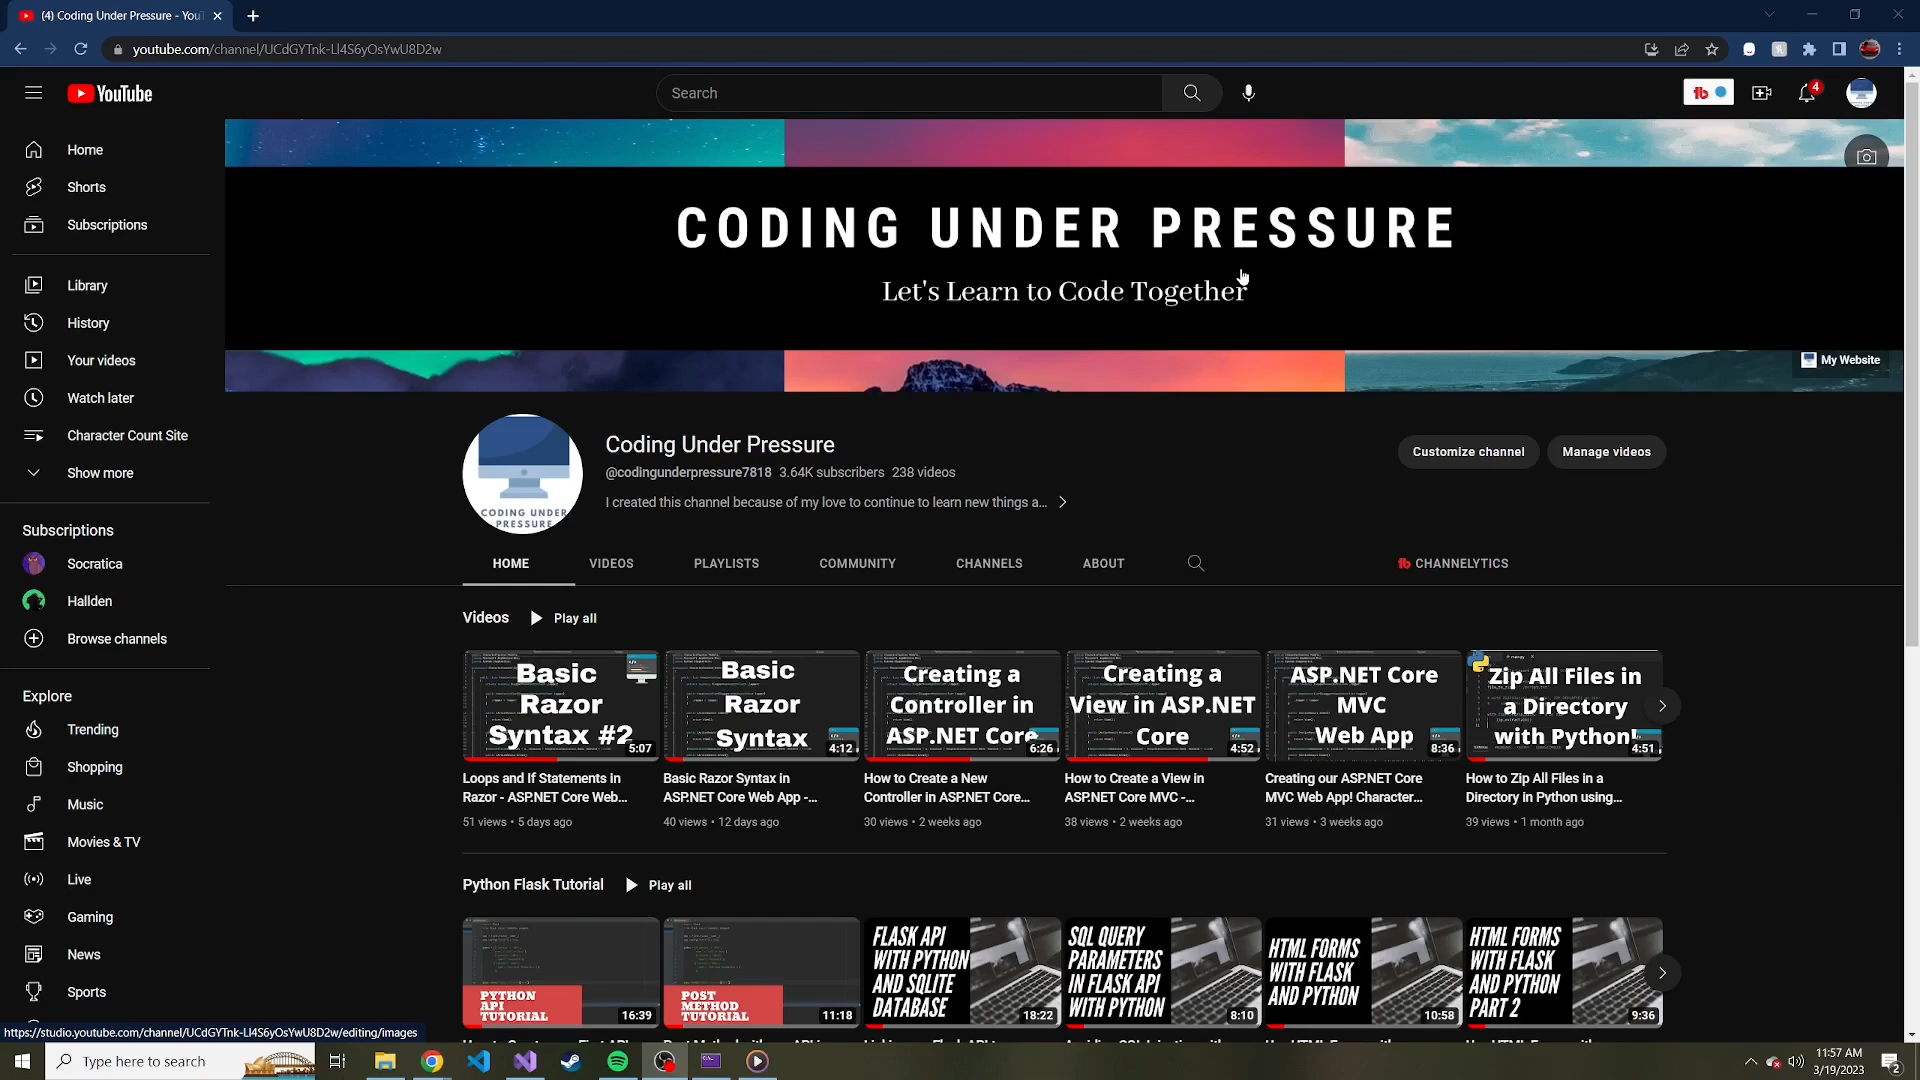 (4) Coding Under Pressure - You
youtube.com/channel/UCdGYTnk-Ll4S6yOsYwU8D2w
YouTube
Search
tb
4
Home
Shorts
Subscriptions
Library
History
Your videos
Watch later
Character Count Site
Show more
Subscriptions
Socratica
Hallden
Browse channels
Explore
Trending
Shopping
Music
Movies & TV
Live
Gaming
News
Sports
CODING UNDER PRESSURE
Let's Learn to Code Together
My Website
CODING UNDER
PRESSURE
Coding Under Pressure
@codingunderpressure7818 3.64K subscribers 238 videos
I created this channel because of my love to continue to learn new things a...
Customize channel
Manage videos
HOME VIDEOS PLAYLISTS COMMUNITY CHANNELS ABOUT tb CHANNELYTICS
Videos Play all
Basic
Razor
Syntax #2
5:07
Loops and If Statements in
Razor - ASP.NET Core Web...
51 views • 5 days ago
Basic
Razor
Syntax
4:12
Basic Razor Syntax in
ASP.NET Core Web App -...
40 views • 12 days ago
Creating a
Controller in
ASP.NET Core
6:26
How to Create a New
Controller in ASP.NET Core...
30 views • 2 weeks ago
Creating a
View in ASP.NET
Core
4:52
How to Create a View in
ASP.NET Core MVC -...
38 views • 2 weeks ago
ASP.NET Core
MVC
Web App
8:36
Creating our ASP.NET Core
MVC Web App! Character...
31 views • 3 weeks ago
Zip All Files in
a Directory
with Python!
4:51
How to Zip All Files in a
Directory in Python using...
39 views • 1 month ago
Python Flask Tutorial Play all
PYTHON
API
TUTORIAL
16:39
POST
METHOD
TUTORIAL
11:18
FLASK API
WITH PYTHON
AND SQLITE
DATABASE
18:22
SQL QUERY
PARAMETERS
IN FLASK API
WITH PYTHON
8:10
HTML FORMS
WITH FLASK
AND PYTHON
10:58
HTML FORMS
WITH FLASK
AND PYTHON
PART 2
9:36
https://studio.youtube.com/channel/UCdGYTnk-Ll4S6yOsYwU8D2w/editing/images
Type here to search
11:57 AM
3/19/2023
2